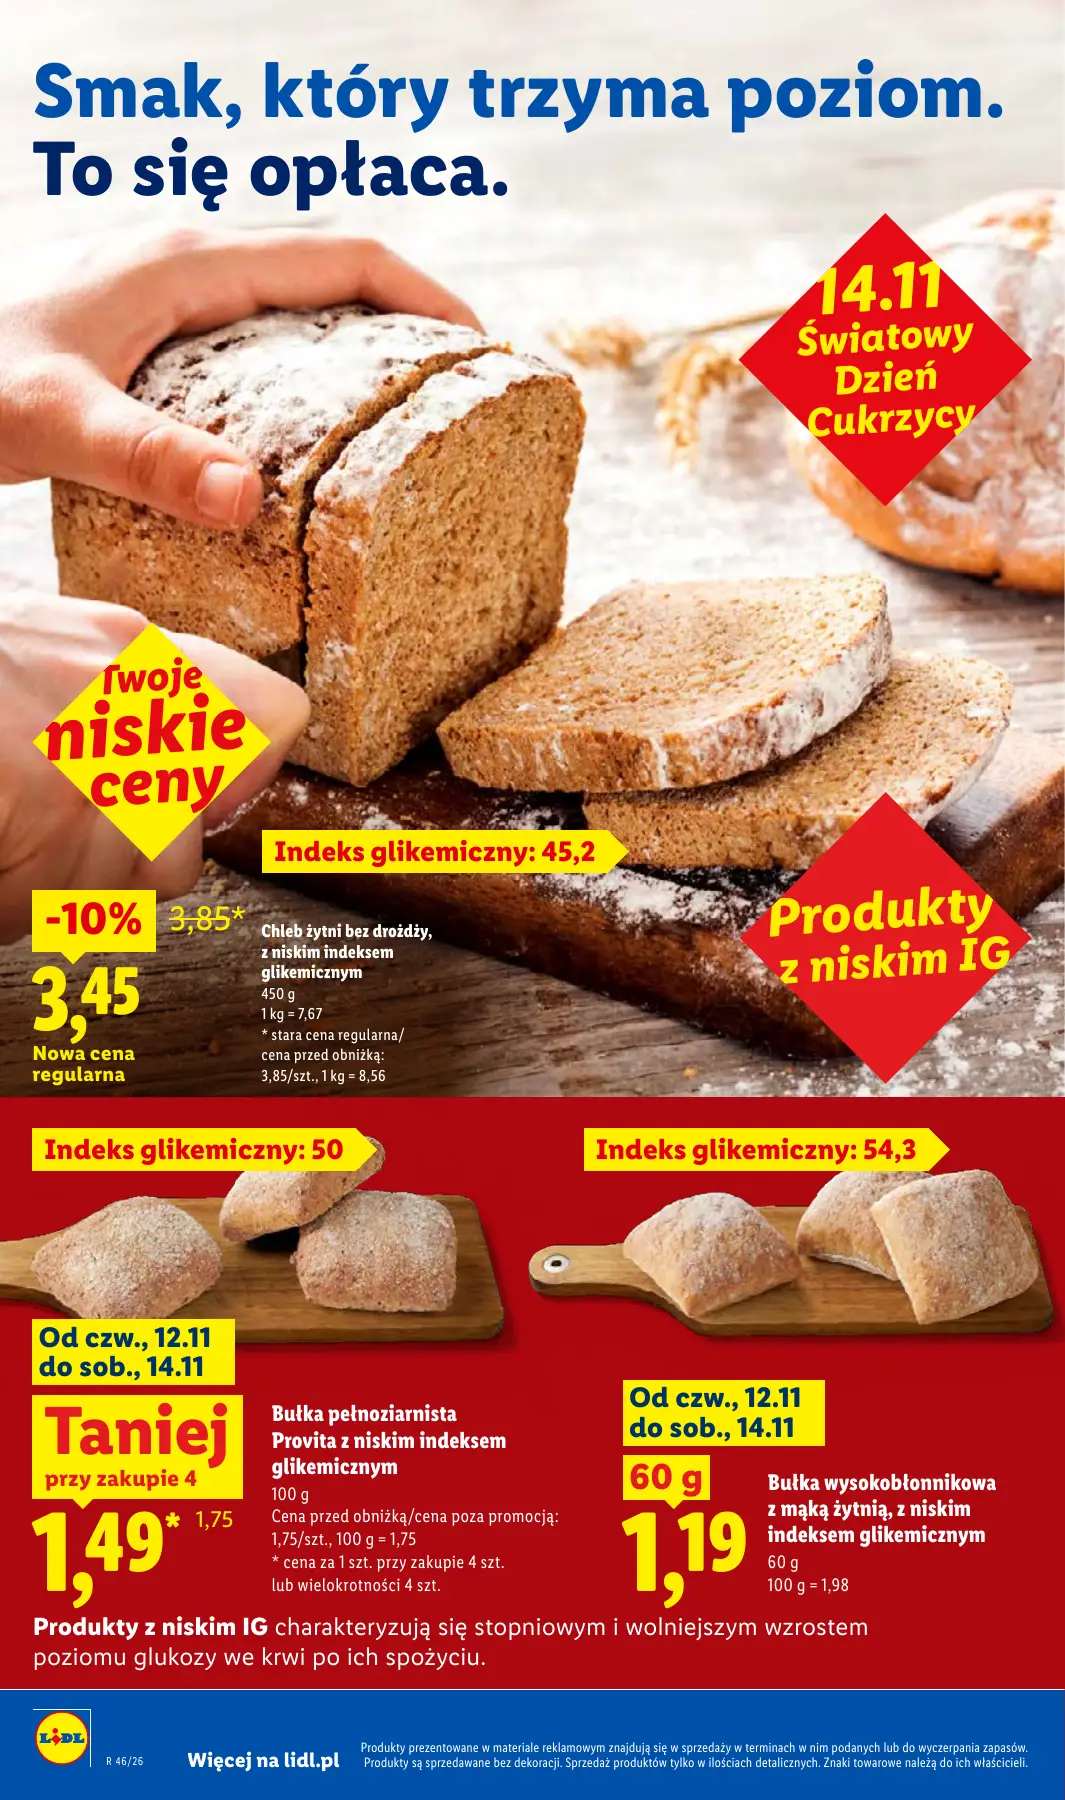 Smak, który trzyma poziom.
To się opłaca.
14.11
Światowy
Dzień
Cukrzycy
Twoje
niskie
ceny
Indeks glikemiczny: 45,2
Produkty
z niskim IG
-10%
3,85*
3,45
Nowa cena
regularna
Chleb żytni bez drożdży,
z niskim indeksem
glikemicznym
450 g
1 kg = 7,67
* stara cena regularna/
cena przed obniżką:
3,85/szt., 1 kg = 8,56
Indeks glikemiczny: 50
Od czw., 12.11
do sob., 14.11
Taniej
przy zakupie 4
1,49*
1,75
Bułka pełnoziarnista
Provita z niskim indeksem
glikemicznym
100 g
Cena przed obniżką/cena poza promocją:
1,75/szt., 100 g = 1,75
* cena za 1 szt. przy zakupie 4 szt.
lub wielokrotności 4 szt.
Indeks glikemiczny: 54,3
Od czw., 12.11
do sob., 14.11
60 g
1,19
Bułka wysokobłonnikowa
z mąką żytnią, z niskim
indeksem glikemicznym
60 g
100 g = 1,98
Produkty z niskim IG charakteryzują się stopniowym i wolniejszym wzrostem
poziomu glukozy we krwi po ich spożyciu.
LIDL
R 46/26
Więcej na lidl.pl
Produkty prezentowane w materiale reklamowym znajdują się w sprzedaży w terminach w nim podanych lub do wyczerpania zapasów.
Produkty są sprzedawane bez dekoracji. Sprzedaż produktów tylko w ilościach detalicznych. Znaki towarowe należą do ich właścicieli.